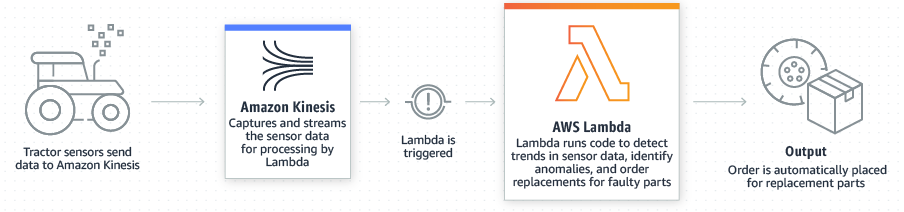 Tractor sensors send
data to Amazon Kinesis
Amazon Kinesis
Captures and streams
the sensor data
for processing by
Lambda
Lambda is
triggered
AWS Lambda
Lambda runs code to detect
trends in sensor data, identify
anomalies, and order
replacements for faulty parts
Output
Order is automatically placed
for replacement parts